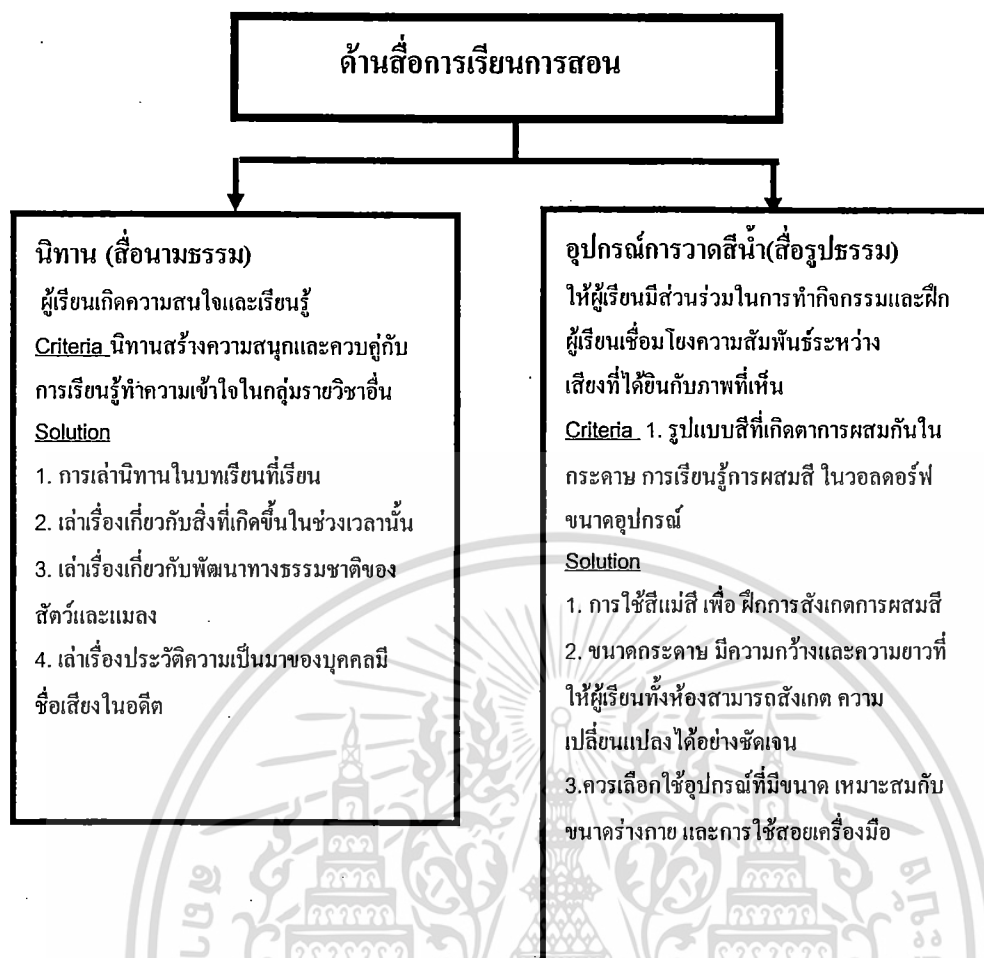 ด้านสื่อการเรียนการสอน
นิทาน (สื่อนามธรรม)
ผู้เรียนเกิดความสนใจและเรียนรู้
Criteria นิทานสร้างความสนุกและควบคู่กับ
การเรียนรู้ทำความเข้าใจในกลุ่มรายวิชาอื่น
Solution
1. การเล่านิทานในบทเรียนที่เรียน
2. เล่าเรื่องเกี่ยวกับสิ่งที่เกิดขึ้นในช่วงเวลานั้น
3. เล่าเรื่องเกี่ยวกับพัฒนาทางธรรมชาติของ
สัตว์และแมลง
4. เล่าเรื่องประวัติความเป็นมาของบุคคลมี
ชื่อเสียงในอดีต
อุปกรณ์การวาดสีน้ำ(สื่อรูปธรรม)
ให้ผู้เรียนมีส่วนร่วมในการทำกิจกรรมและฝึก
ผู้เรียนเชื่อมโยงความสัมพันธ์ระหว่าง
เสียงที่ได้ยินกับภาพที่เห็น
Criteria 1. รูปแบบสีที่เกิดตาการผสมกันใน
กระดาษ การเรียนรู้การผสมสี ในวอลดอร์ฟ
ขนาดอุปกรณ์
Solution
1. การใช้สีแม่สี เพื่อ ฝึกการสังเกตการผสมสี
2. ขนาดกระดาษ มีความกว้างและความยาวที่
ให้ผู้เรียนทั้งห้องสามารถสังเกต ความ
เปลี่ยนแปลงได้อย่างชัดเจน
3.ควรเลือกใช้อุปกรณ์ที่มีขนาด เหมาะสมกับ
ขนาดร่างกาย และการใช้สอยเครื่องมือ